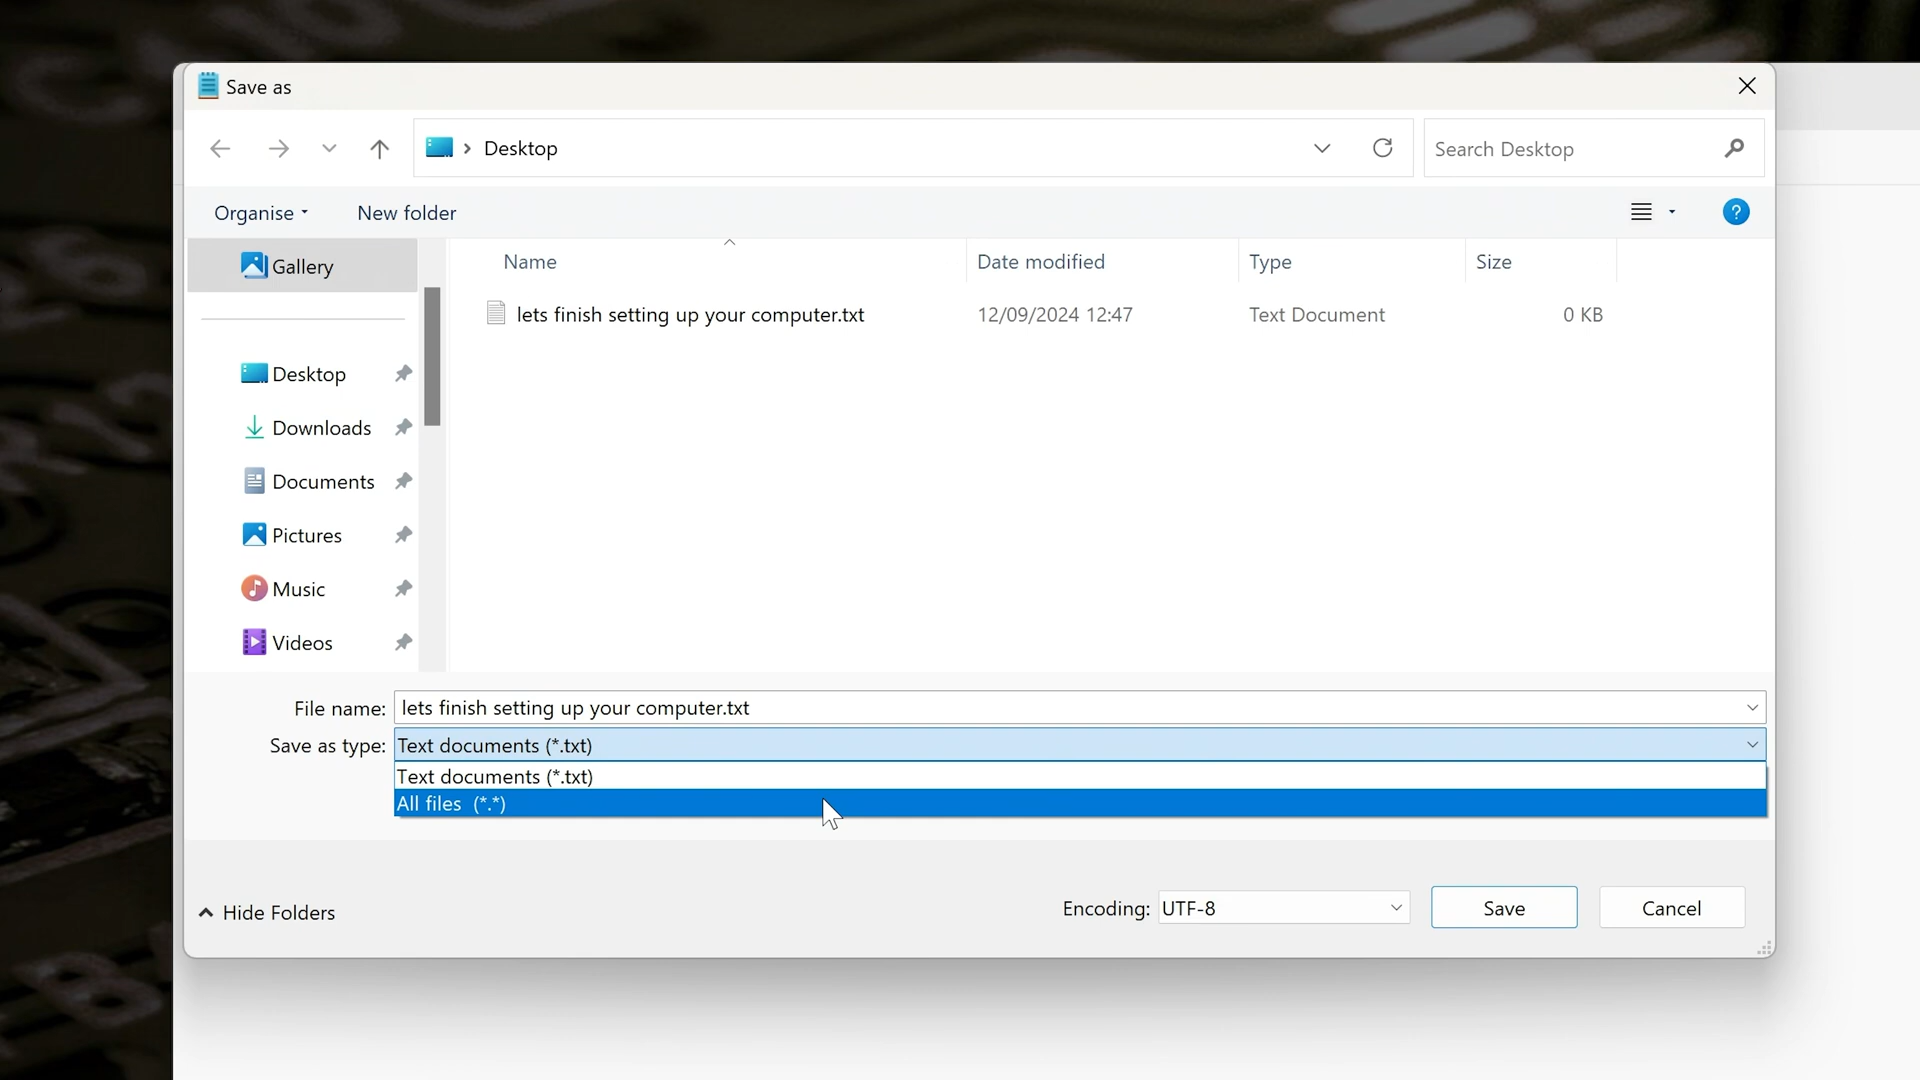 Save as
Desktop
Search Desktop
Organise
New folder
?
Gallery
Name
Date modified
Type
Size
lets finish setting up your computer.txt
12/09/2024 12:47
Text Document
0 KB
Desktop
Downloads
Documents
Pictures
Music
Videos
File name: lets finish setting up your computer.txt
Save as type: Text documents (*.txt)
Text documents (*.txt)
All files (*.*)
Hide Folders
Encoding: UTF-8
Save
Cancel